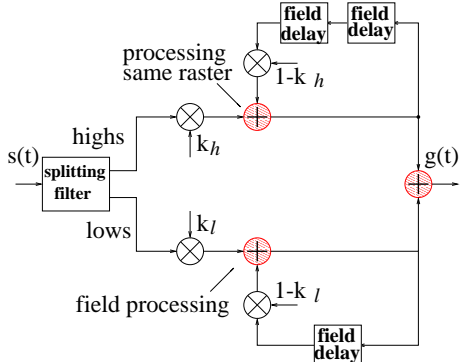 field
delay
field
delay
processing
same raster
1-k h
highs
k h
s(t)
g(t)
splitting
filter
lows
k l
field processing
1-k l
field
delay